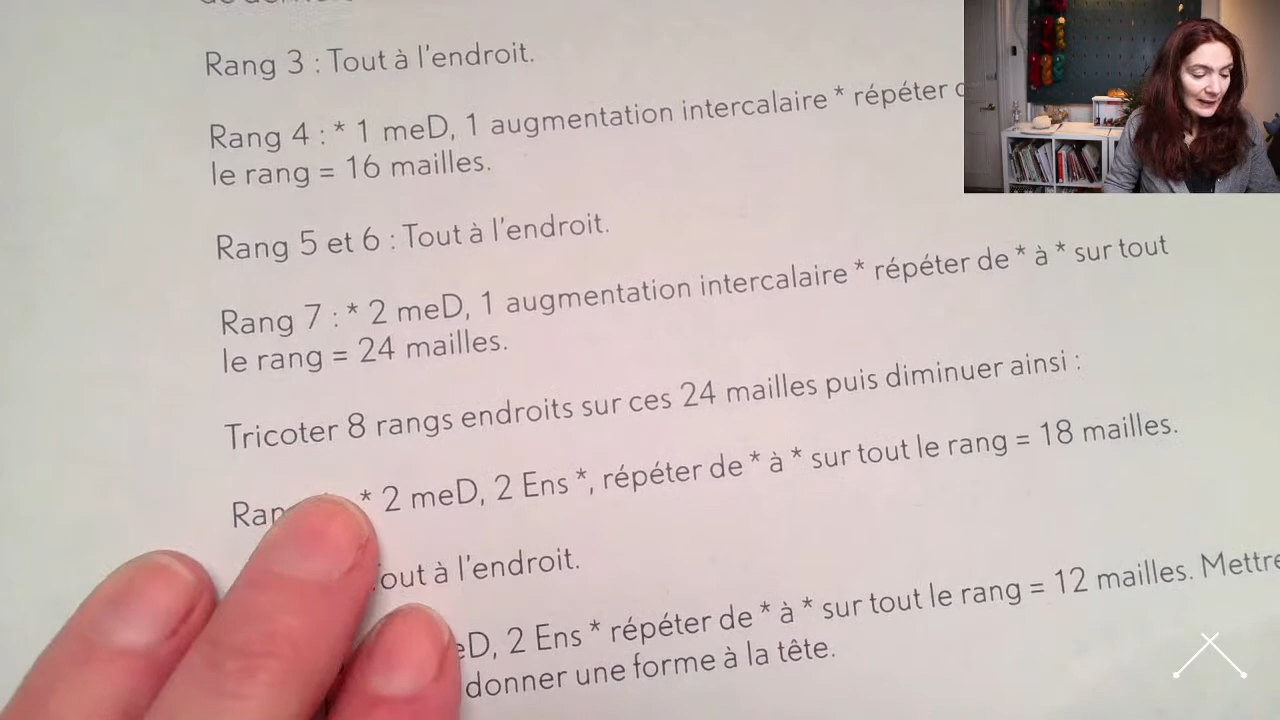 Rang 3 : Tout à l'endroit.
Rang 4 : * 1 meD, 1 augmentation intercalaire * répéter
le rang = 16 mailles.
Rang 5 et 6 : Tout à l'endroit.
Rang 7 : * 2 meD, 1 augmentation intercalaire * répéter de * à * sur tout
le rang = 24 mailles.
Tricoter 8 rangs endroits sur ces 24 mailles puis diminuer ainsi :
* 2 meD, 2 Ens *, répéter de * à * sur tout le rang = 18 mailles.
à l'endroit.
2 Ens * répéter de * à * sur tout le rang = 12 mailles. Mettre
donner une forme à la tête.